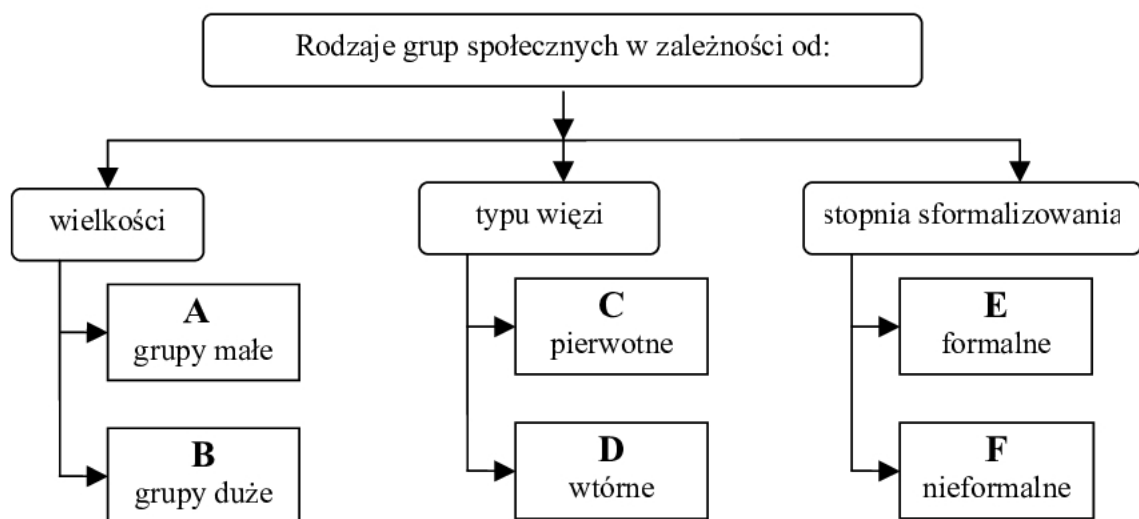 Rodzaje grup społecznych w zależności od:
wielkości
typu więzi
stopnia sformalizowania
A
grupy małe
C
pierwotne
E
formalne
B
grupy duże
D
wtórne
F
nieformalne